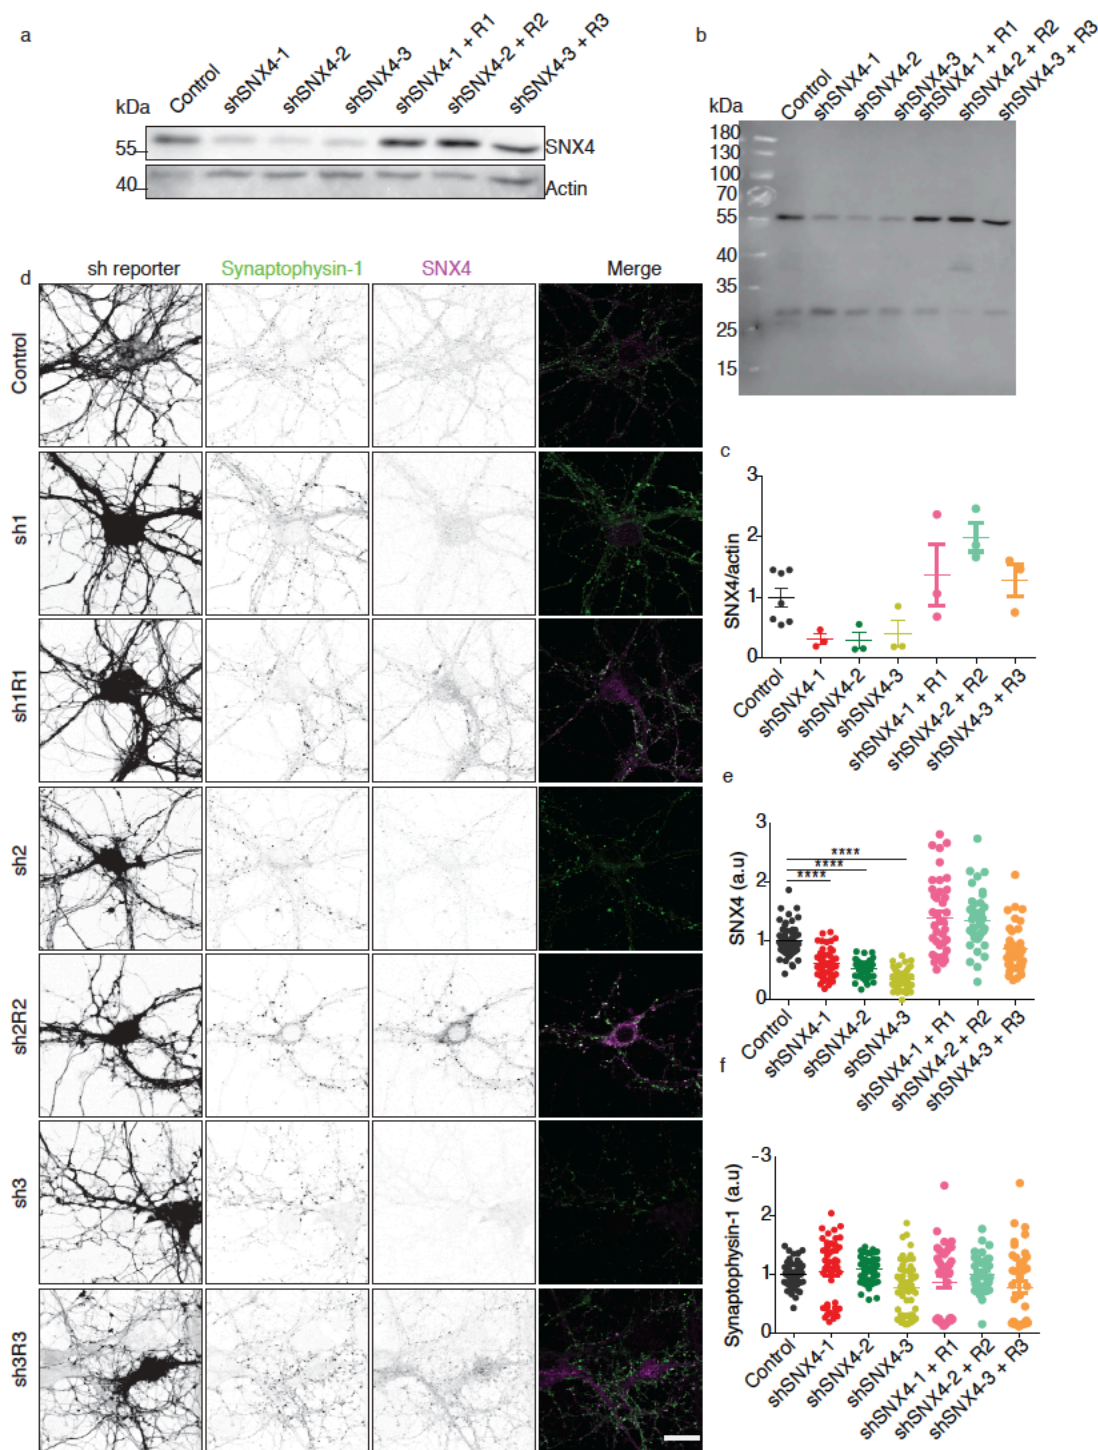 a
kDa
Control
shSNX4-1
shSNX4-2
shSNX4-3
shSNX4-1 + R1
shSNX4-2 + R2
shSNX4-3 + R3
55
SNX4
40
Actin
b
kDa
Control
shSNX4-1
shSNX4-2
shSNX4-3
shSNX4-1 + R1
shSNX4-2 + R2
shSNX4-3 + R3
180
130
100
70
55
40
35
25
15
d
sh reporter
Synaptophysin-1
SNX4
Merge
Control
sh1
sh1R1
sh2
sh2R2
sh3
sh3R3
c
SNX4/actin
3
2
1
0
Control
shSNX4-1
shSNX4-2
shSNX4-3
shSNX4-1 + R1
shSNX4-2 + R2
shSNX4-3 + R3
e
SNX4 (a.u)
3
2
1
0
****
****
****
Control
shSNX4-1
shSNX4-2
shSNX4-3
shSNX4-1 + R1
shSNX4-2 + R2
shSNX4-3 + R3
f
Synaptophysin-1 (a.u)
3
2
1
0
Control
shSNX4-1
shSNX4-2
shSNX4-3
shSNX4-1 + R1
shSNX4-2 + R2
shSNX4-3 + R3